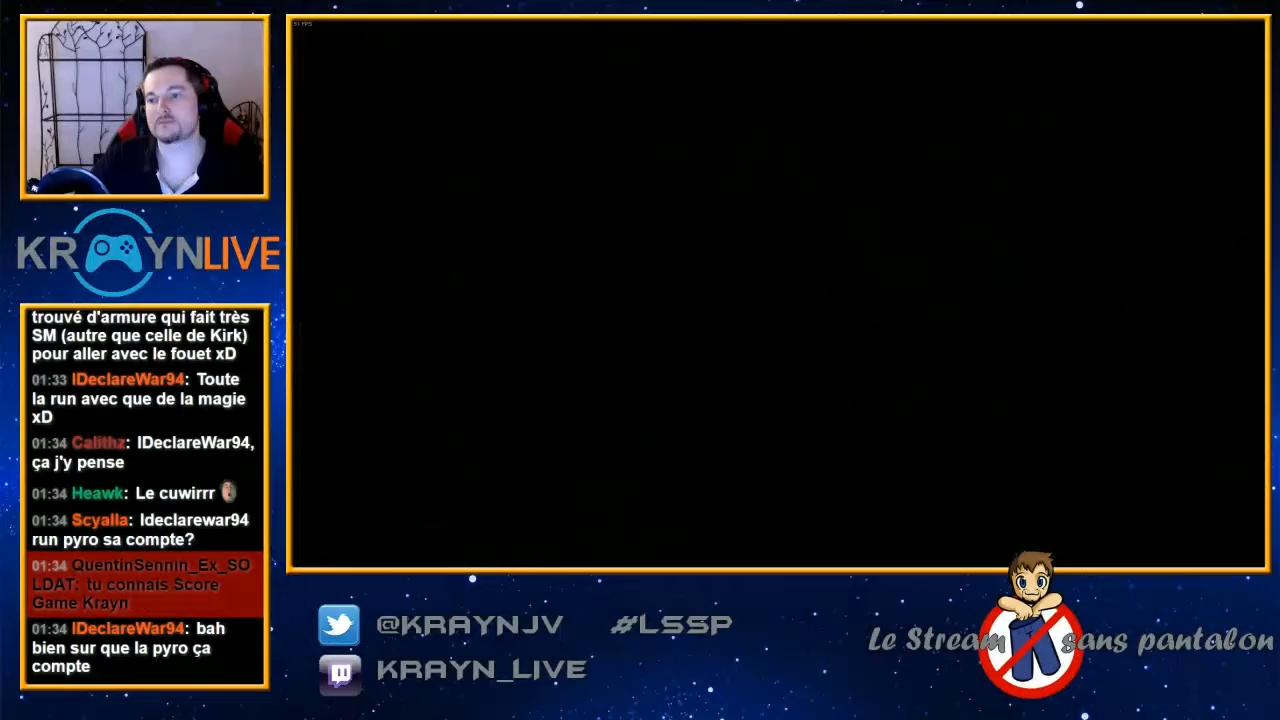 51 FPS
KRAYNLIVE
trouvé d'armure qui fait très
SM (autre que celle de Kirk)
pour aller avec le fouet xD
01:33 IDeclareWar94: Toute
la run avec que de la magie
xD
01:34 Calithz: IDeclareWar94,
ça j'y pense
01:34 Heawk: Le cuwirrr
01:34 Scyalla: Ideclarewar94
run pyro sa compte?
01:34 QuentinSennin_Ex_SO
LDAT: tu connais Score
Game Krayn
01:34 IDeclareWar94: bah
bien sur que la pyro ça
compte
@KRAYNJV #LSSP
KRAYN_LIVE
Le Stream sans pantalon